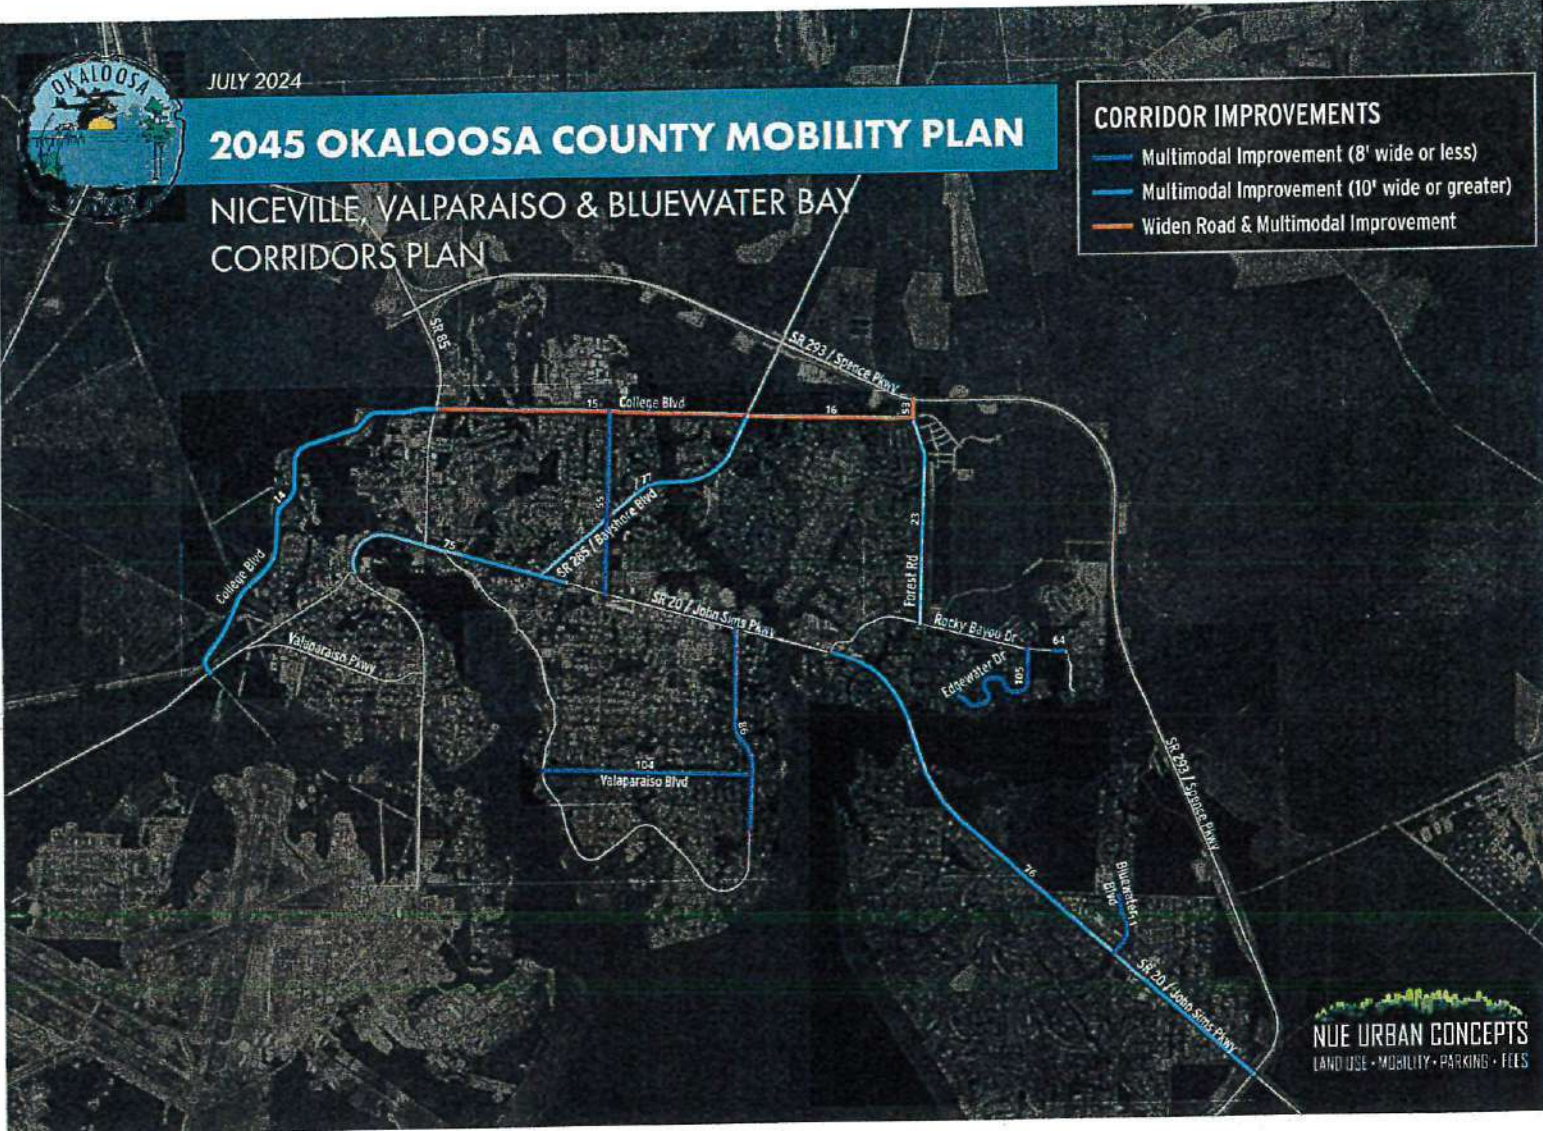 OKALOOSA
JULY 2024
2045 OKALOOSA COUNTY MOBILITY PLAN
NICEVILLE, VALPARAISO & BLUEWATER BAY
CORRIDORS PLAN
CORRIDOR IMPROVEMENTS
Multimodal Improvement (8' wide or less)
Multimodal Improvement (10' wide or greater)
Widen Road & Multimodal Improvement
SR 85
SR 293 / Spence Pkwy
15
College Blvd
16
53
14
77
SR 285 / Bayshore Blvd
75
23
College Blvd
Forest Rd
SR 20 / John Sims Pkwy
Rocky Bayou Dr
64
Valparaiso Pkwy
Edgewater Dr
105
86
104
Valaparaiso Blvd
SR 293 / Spence Pkwy
76
Bluewater
Blvd
SR 20 / John Sims Pkwy
NUE URBAN CONCEPTS
LAND USE • MOBILITY • PARKING • FEES